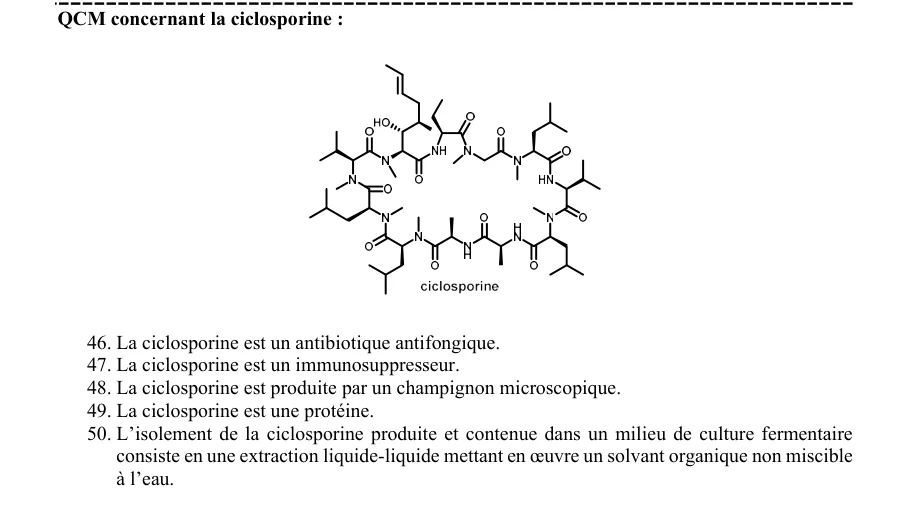 QCM concernant la ciclosporine :
HO
O
O
NH
N
O
N
O
N
O
N
O
HN
O
N
O
N
O
N
O
N
H
O
H
N
O
ciclosporine
46. La ciclosporine est un antibiotique antifongique.
47. La ciclosporine est un immunosuppresseur.
48. La ciclosporine est produite par un champignon microscopique.
49. La ciclosporine est une protéine.
50. L’isolement de la ciclosporine produite et contenue dans un milieu de culture fermentaire
consiste en une extraction liquide-liquide mettant en œuvre un solvant organique non miscible
à l’eau.